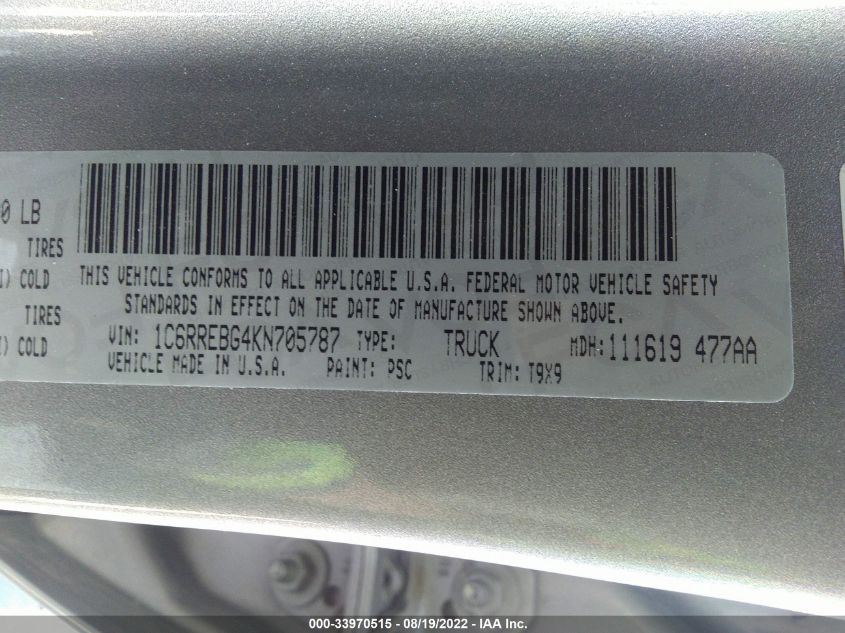 0 LB
TIRES
I) COLD
TIRES
I) COLD
THIS VEHICLE CONFORMS TO ALL APPLICABLE U.S.A. FEDERAL MOTOR VEHICLE SAFETY
STANDARDS IN EFFECT ON THE DATE OF MANUFACTURE SHOWN ABOVE.
VIN: 1C6RREBG4KN705787 TYPE: TRUCK MDH: 111619 477AA
VEHICLE MADE IN U.S.A. PAINT: PSC TRIM: T9X9
000-33970515 - 08/19/2022 - IAA Inc.